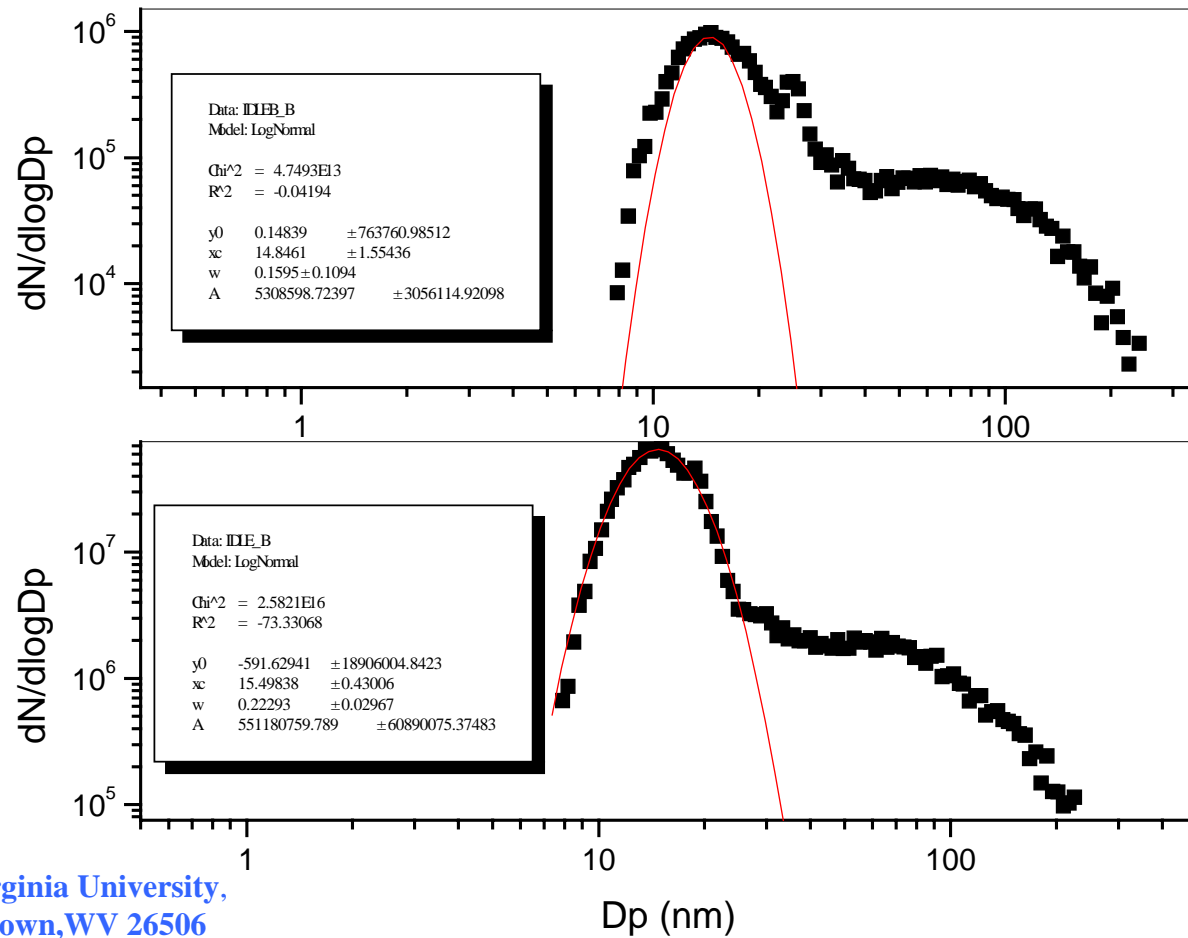 10^6
10^5
10^4
dN/dlogDp
Data: IDLEB_B
Model: LogNormal
Chi^2 = 4.7493E13
R^2 = -0.04194
y0 0.14839 ±763760.98512
xc 14.8461 ±1.55436
w 0.1595±0.1094
A 5308598.72397 ±3056114.92098
1 10 100
10^7
10^6
10^5
dN/dlogDp
Data: IDLE_B
Model: LogNormal
Chi^2 = 2.5821E16
R^2 = -73.33068
y0 -591.62941 ±18906004.8423
xc 15.49838 ±0.43006
w 0.22293 ±0.02967
A 551180759.789 ±60890075.37483
1 10 100
Dp (nm)
rginia University,
own,WV 26506